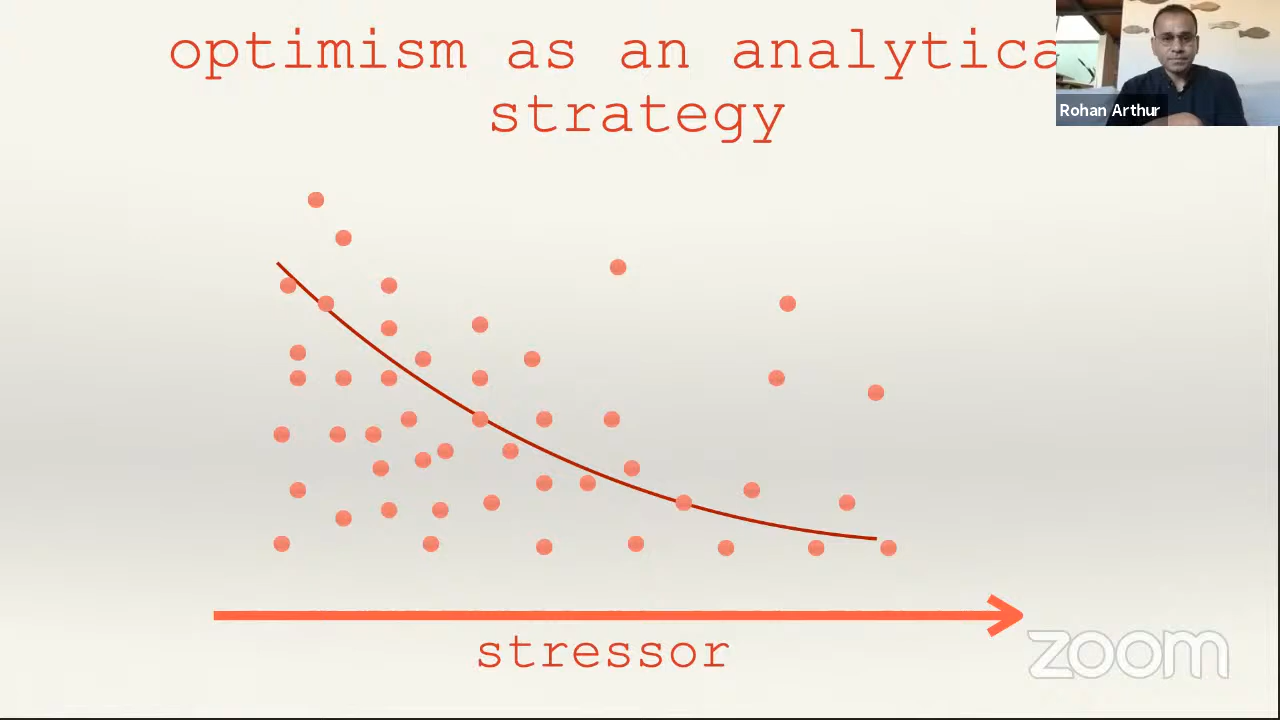 optimism as an analytica
strategy
Rohan Arthur
stressor
zoom